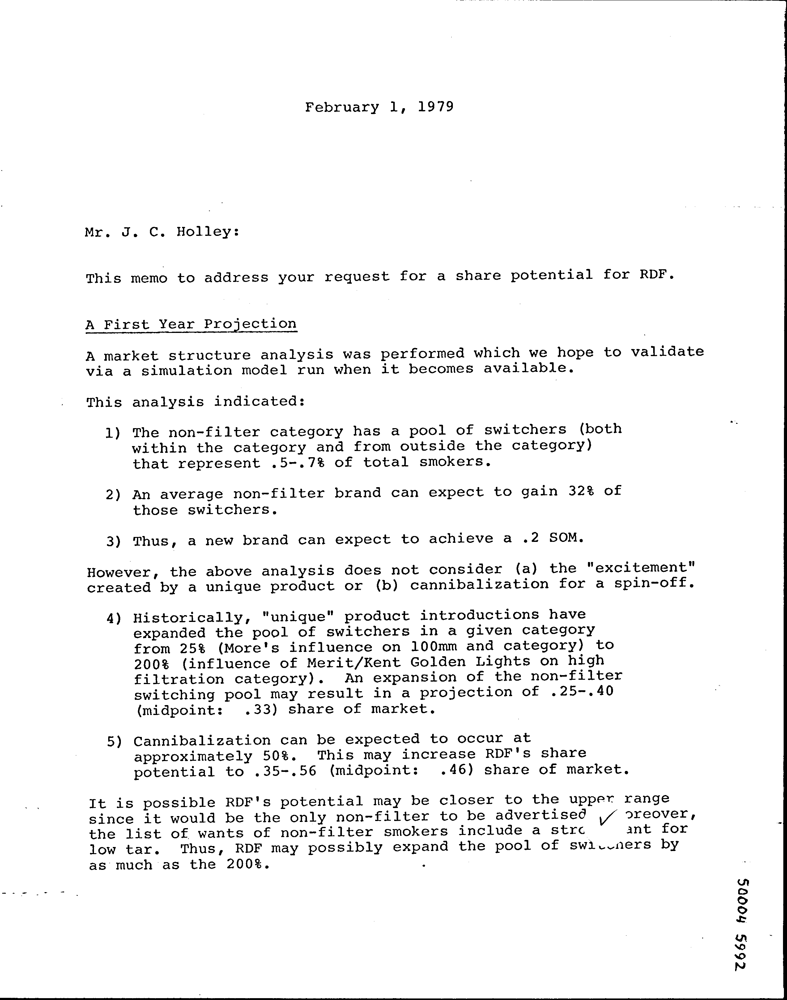 February 1, 1979
Mr. J. C. Holley:
This memo to address your request for a share potential for RDF.
A First Year Projection
A market structure analysis was performed which we hope to validate
via a simulation model run when it becomes available.
This analysis indicated:
1) The non-filter category has a pool of switchers (both
within the category and from outside the category)
that represent .5-.7% of total smokers.
2) An average non-filter brand can expect to gain 32% of
those switchers.
3) Thus, a new brand can expect to achieve a .2 SOM.
However, the above analysis does not consider (a) the "excitement"
created by a unique product or (b) cannibalization for a spin-off.
4) Historically, "unique" product introductions have
expanded the pool of switchers in a given category
from 25% (More's influence on 100mm and category) to
200% (influence of Merit/Kent Golden Lights on high
filtration category). An expansion of the non-filter
switching pool may result in a projection of .25-.40
(midpoint: .33) share of market.
5) Cannibalization can be expected to occur at
approximately 50%. This may increase RDF's share
potential to .35-.56 (midpoint: .46) share of market.
It is possible RDF's potential may be closer to the upper range
since it would be the only non-filter to be advertised ✓ oreover,
the list of wants of non-filter smokers include a for
low tar. Thus, RDF may possibly expand the pool of switchers by
as much as the 200%.
50004 5992